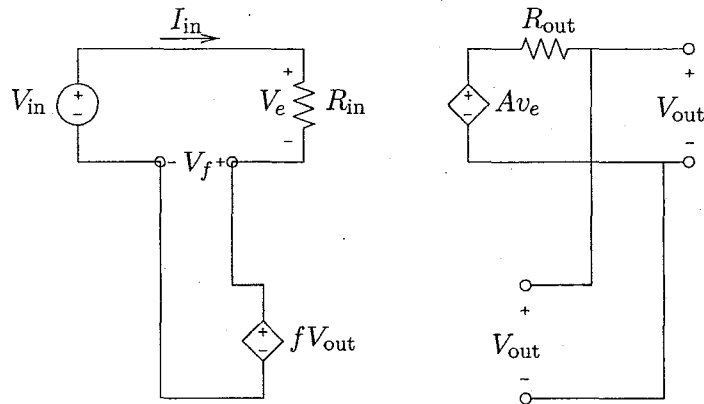 I_in
R_out
V_in
+
−
V_e
+
−
R_in
+
−
Av_e
+
V_out
−
− V_f +
+
−
fV_out
+
V_out
−